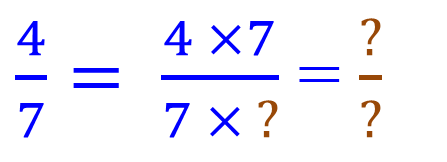 4/7 = (4 × 7)/(7 × ?) = ?/?